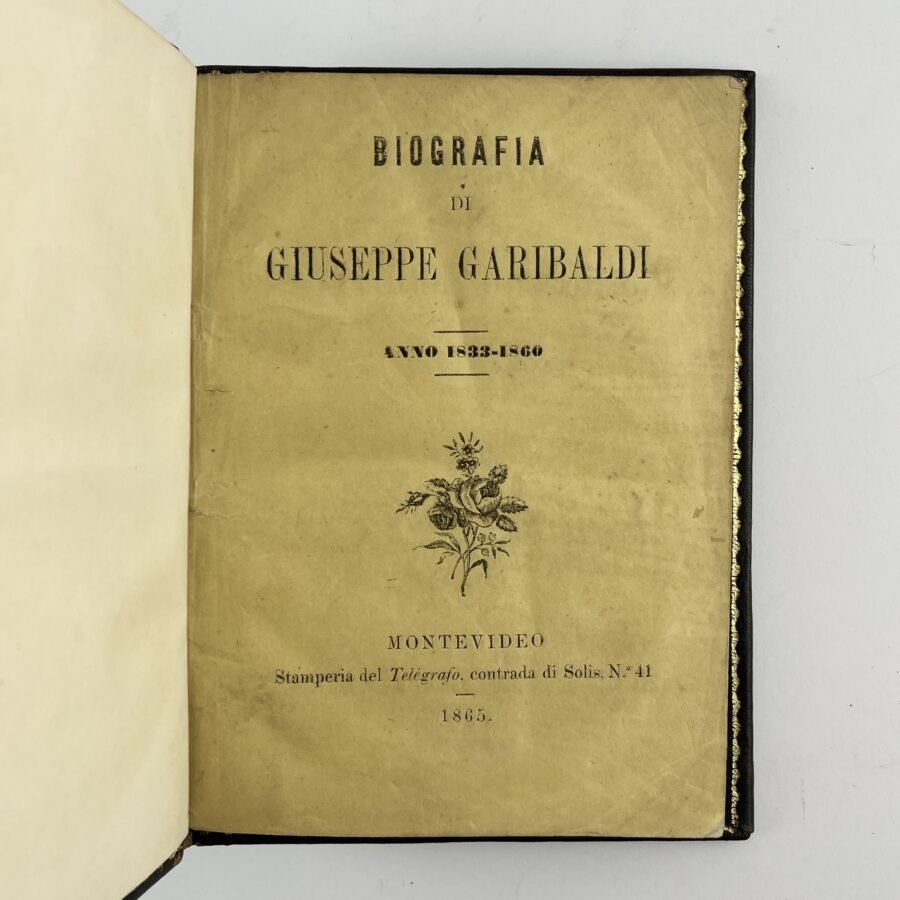 BIOGRAFIA
DI
GIUSEPPE GARIBALDI
ANNO 1833-1860
MONTEVIDEO
Stamperia del Telégrafo, contrada di Solis, N.º 41
1865.